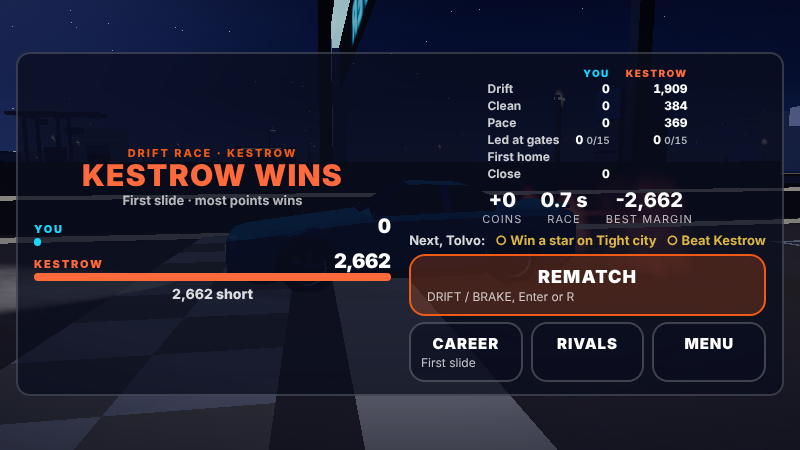 DRIFT RACE · KESTROW
KESTROW WINS
First slide · most points wins
YOU 0
KESTROW 2,662
2,662 short
YOU KESTROW
Drift 0 1,909
Clean 0 384
Pace 0 369
Led at gates 0 0/15 0 0/15
First home
Close 0
+0 0.7 s -2,662
COINS RACE BEST MARGIN
Next, Tolvo: Win a star on Tight city Beat Kestrow
REMATCH
DRIFT / BRAKE, Enter or R
CAREER RIVALS MENU
First slide